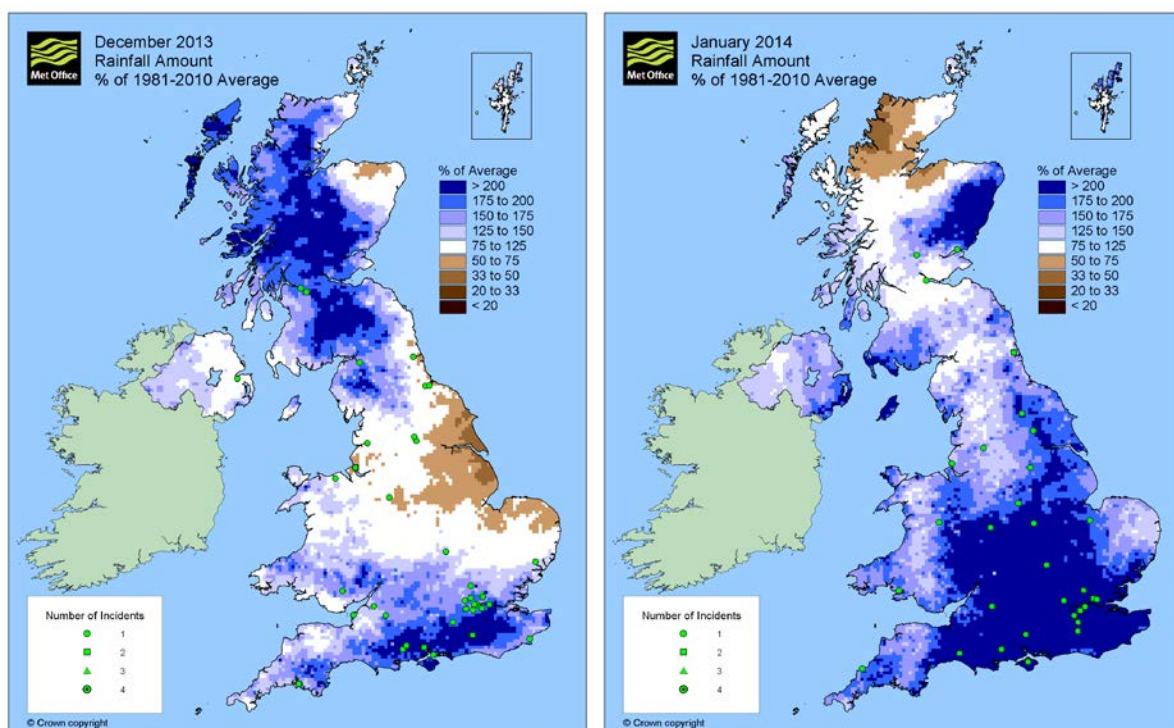 Met Office
December 2013
Rainfall Amount
% of 1981-2010 Average
% of Average
> 200
175 to 200
150 to 175
125 to 150
75 to 125
50 to 75
33 to 50
20 to 33
< 20
Number of Incidents
1
2
3
4
© Crown copyright
Met Office
January 2014
Rainfall Amount
% of 1981-2010 Average
% of Average
> 200
175 to 200
150 to 175
125 to 150
75 to 125
50 to 75
33 to 50
20 to 33
< 20
Number of Incidents
1
2
3
4
© Crown copyright